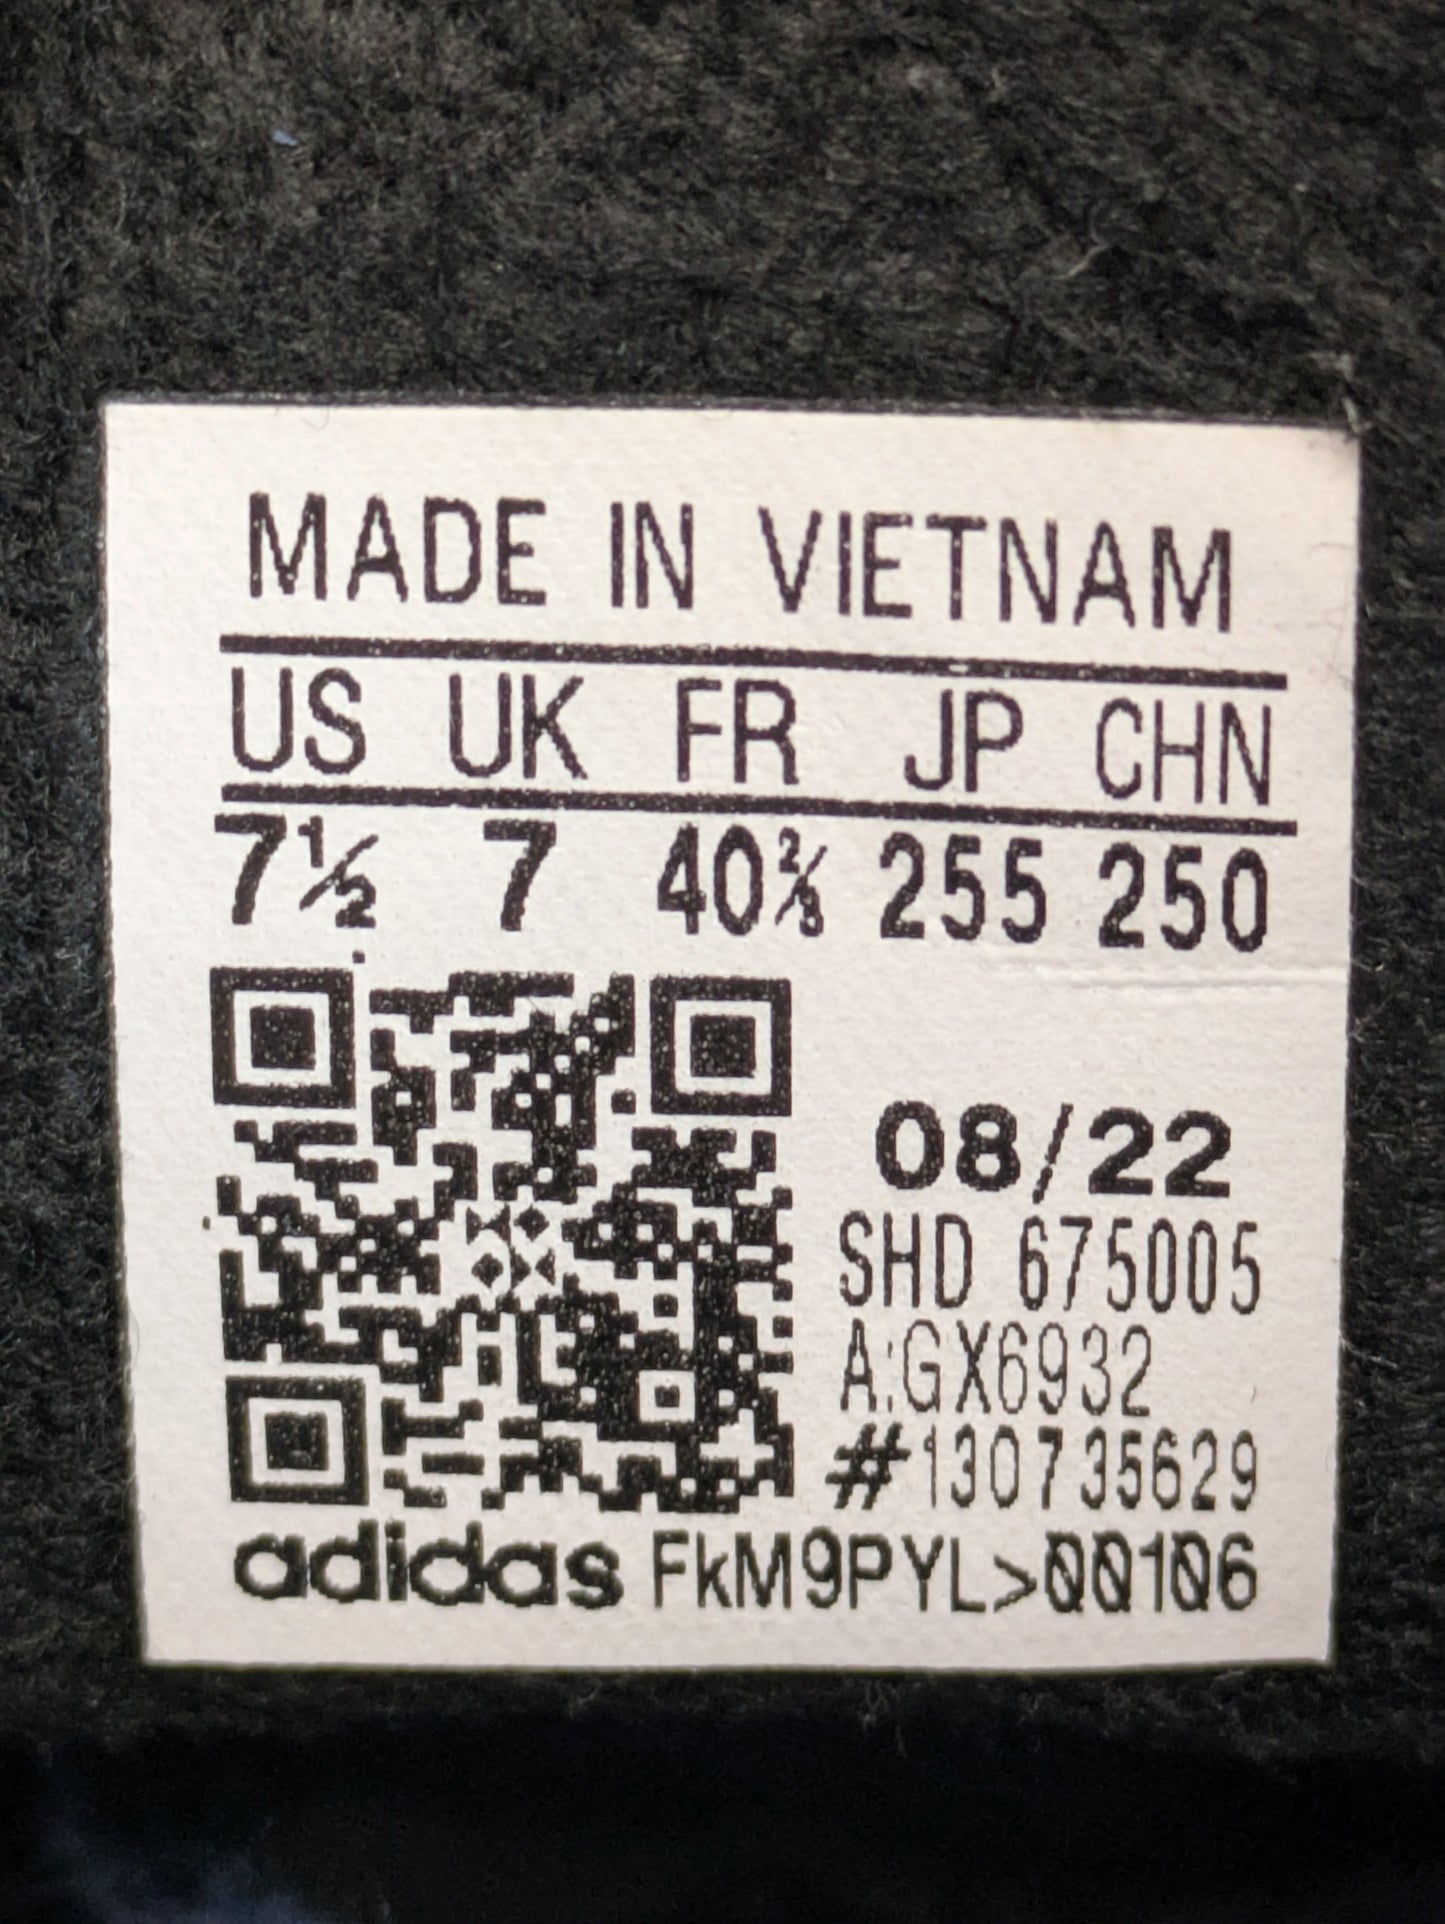 MADE IN VIETNAM
US UK FR JP CHN
7½ 7 40⅔ 255 250
08/22
SHD 675005
A:GX6932
#130735629
adidas FkM9PYL>00106